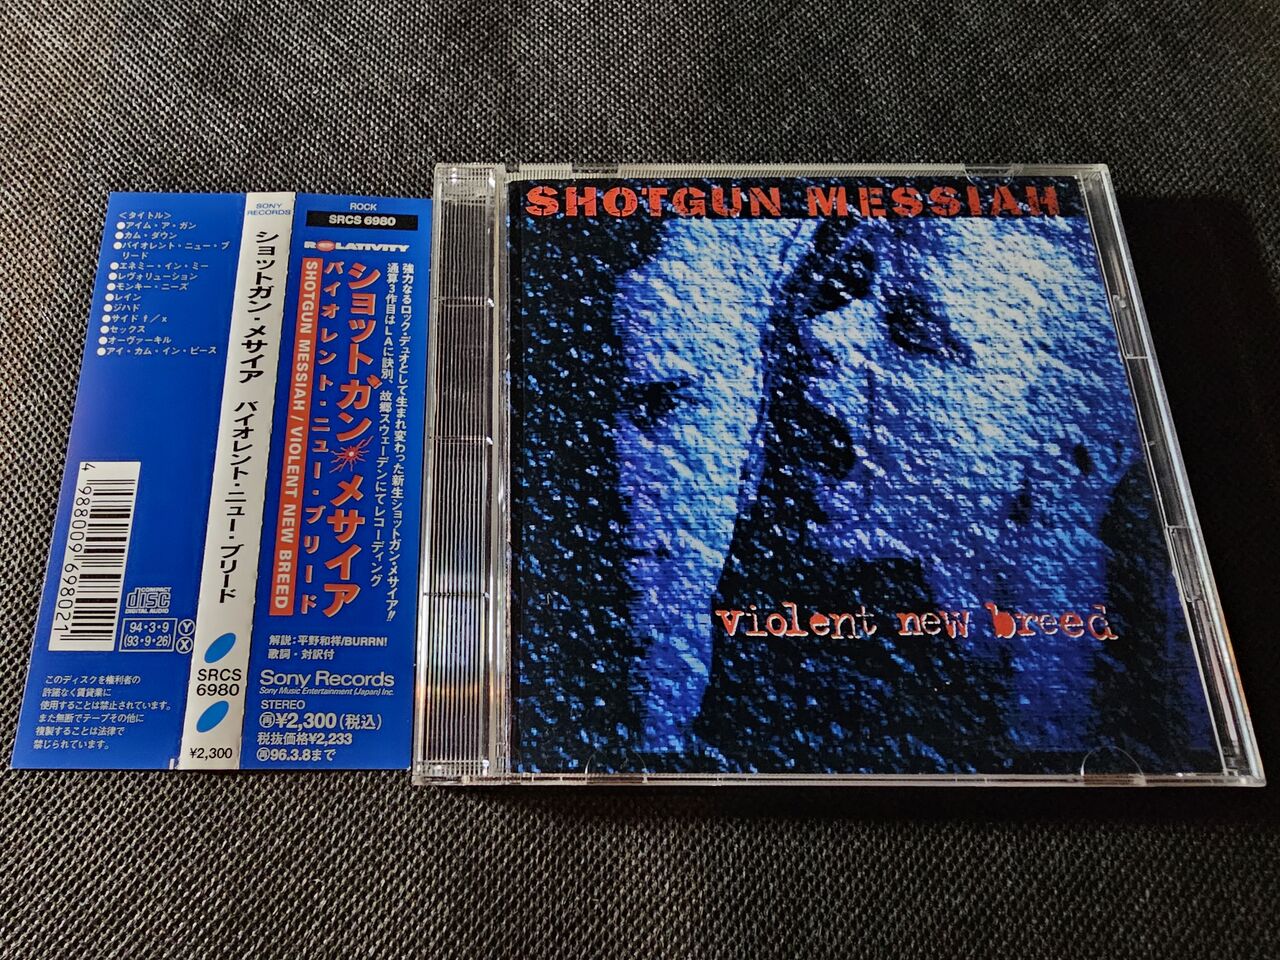 <タイトル>
●アイム・ア・ガン
●カム・ダウン
●バイオレント・ニュー・ブ
リード
●エネミー・イン・ミー
●レヴォリューション
●モンキー・ニーズ
●レイン
●ジハド
●サイド f／x
●セックス
●オーヴァーキル
●アイ・カム・イン・ピース
4 988009 698021
COMPACT
disc
DIGITAL AUDIO
94・3・9
(93・9・26)
Y
X
このディスクを権利者の
許諾なく賃貸業に
使用することは禁止されています。
また無断でテープその他に
複製することは法律で
禁じられています。
SONY
RECORDS
ショットガン・メサイア バイオレント・ニュー・ブリード
SRCS
6980
¥2,300
ROCK
SRCS 6980
RELATIVITY
強力なるロック・デュオとして生まれ変わった新生ショットガン・メサイア!!
通算3作目はLAに訣別、故郷スウェーデンにてレコーディング
ショットガン・メサイア
バイオレント・ニュー・ブリード
SHOTGUN MESSIAH / VIOLENT NEW BREED
解説：平野和祥/BURRN!
歌詞・対訳付
Sony Records
Sony Music Entertainment (Japan) Inc.
STEREO
再¥2,300(税込)
税抜価格¥2,233
再96.3.8まで
SHOTGUN MESSIAH
violent new breed